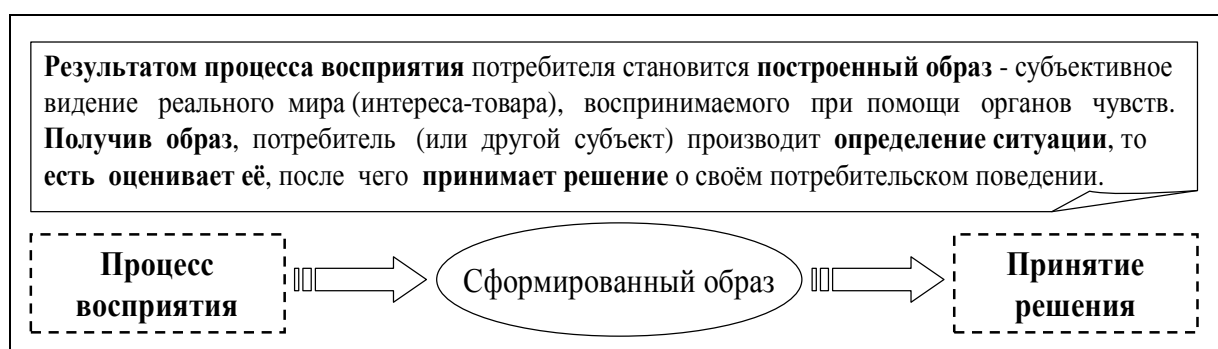 Результатом процесса восприятия потребителя становится построенный образ - субъективное
видение реального мира (интереса-товара), воспринимаемого при помощи органов чувств.
Получив образ, потребитель (или другой субъект) производит определение ситуации, то
есть оценивает её, после чего принимает решение о своём потребительском поведении.
Процесс
восприятия
Сформированный образ
Принятие
решения